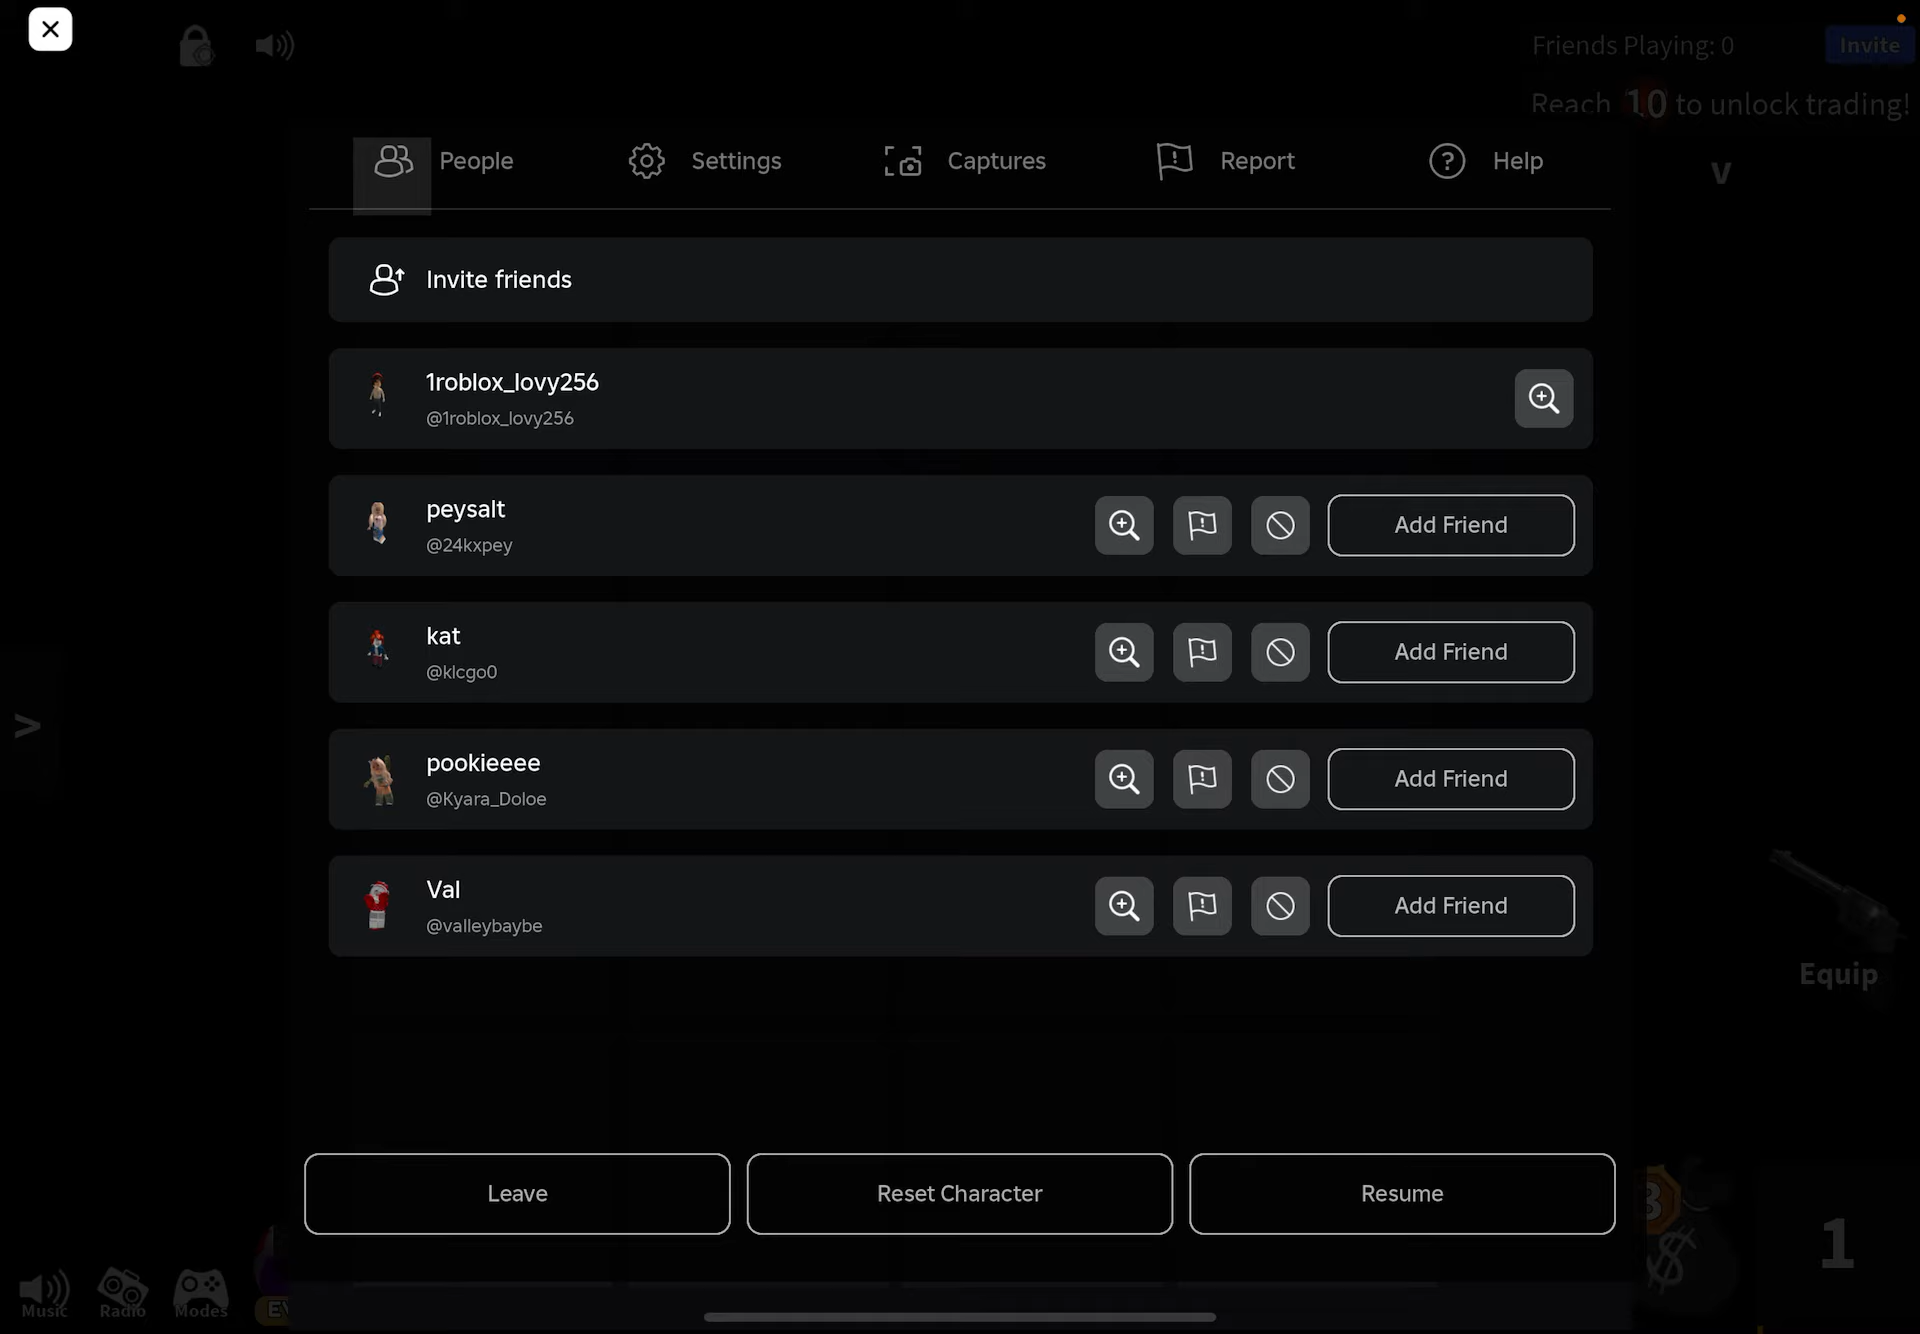 Friends Playing: 0
Invite
Reach 10 to unlock trading!
People
Settings
Captures
Report
Help
V
Invite friends
1roblox_lovy256
@1roblox_lovy256
peysalt
@24kxpey
Add Friend
kat
@klcgo0
Add Friend
>
pookieeee
@Kyara_Doloe
Add Friend
Val
@valleybaybe
Add Friend
Equip
Leave
Reset Character
Resume
1
Music
Radio
Modes